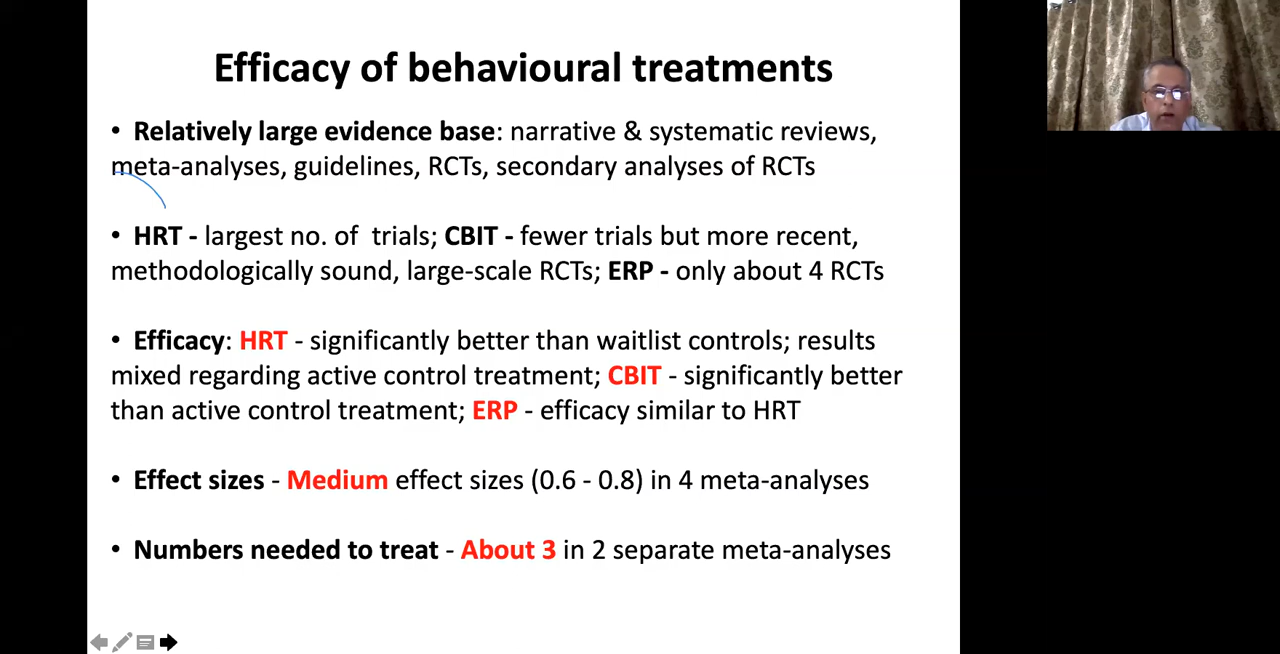 Efficacy of behavioural treatments
• Relatively large evidence base: narrative & systematic reviews,
meta-analyses, guidelines, RCTs, secondary analyses of RCTs
• HRT - largest no. of trials; CBIT - fewer trials but more recent,
methodologically sound, large-scale RCTs; ERP - only about 4 RCTs
• Efficacy: HRT - significantly better than waitlist controls; results
mixed regarding active control treatment; CBIT - significantly better
than active control treatment; ERP - efficacy similar to HRT
• Effect sizes - Medium effect sizes (0.6 - 0.8) in 4 meta-analyses
• Numbers needed to treat - About 3 in 2 separate meta-analyses